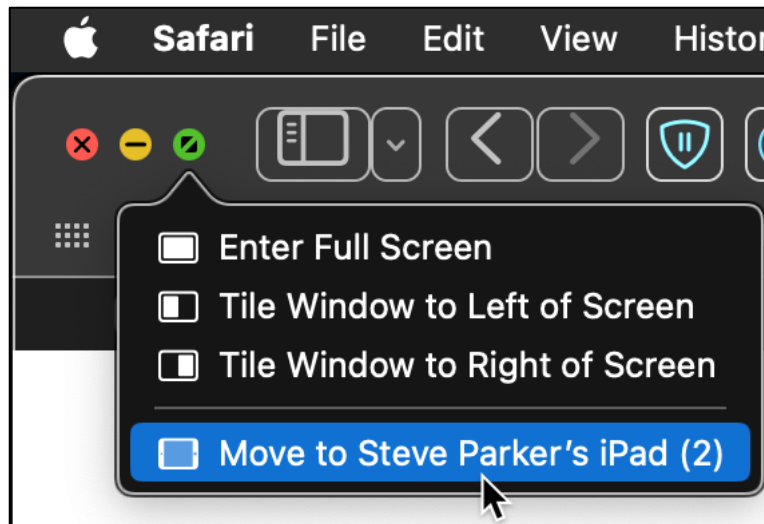 Safari File Edit View Histor
Enter Full Screen
Tile Window to Left of Screen
Tile Window to Right of Screen
Move to Steve Parker’s iPad (2)